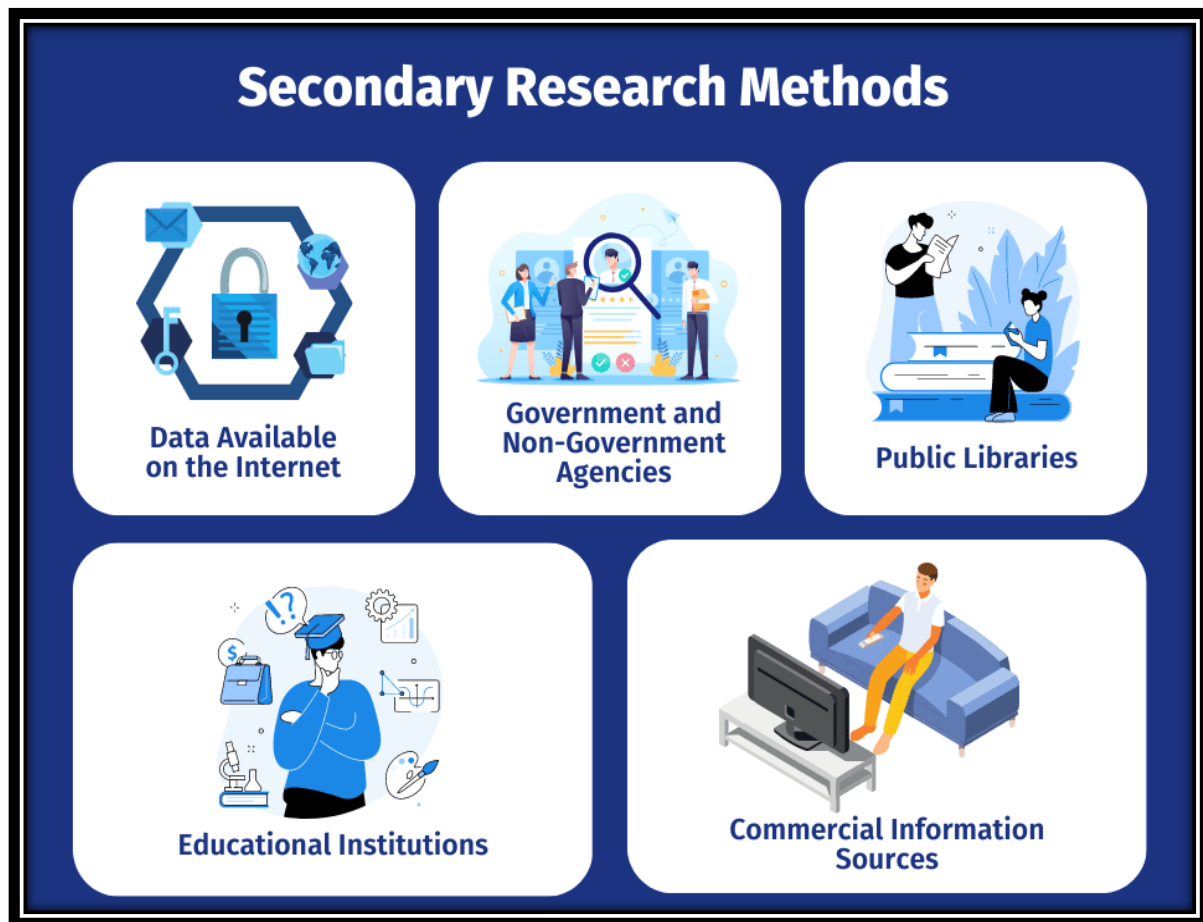 Secondary Research Methods
Data Available
on the Internet
Government and
Non-Government
Agencies
Public Libraries
!?
$
Educational Institutions
Commercial Information
Sources